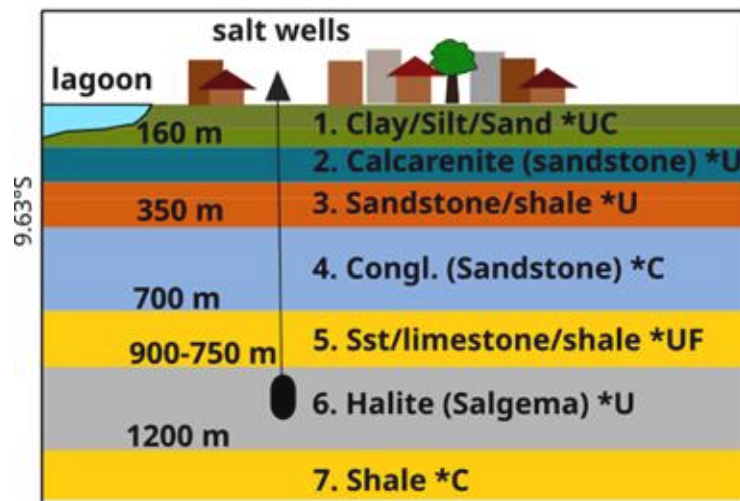 salt wells
lagoon
160 m
1. Clay/Silt/Sand *UC
2. Calcarenite (sandstone) *U
9.63°S
350 m
3. Sandstone/shale *U
4. Congl. (Sandstone) *C
700 m
900-750 m
5. Sst/limestone/shale *UF
6. Halite (Salgema) *U
1200 m
7. Shale *C